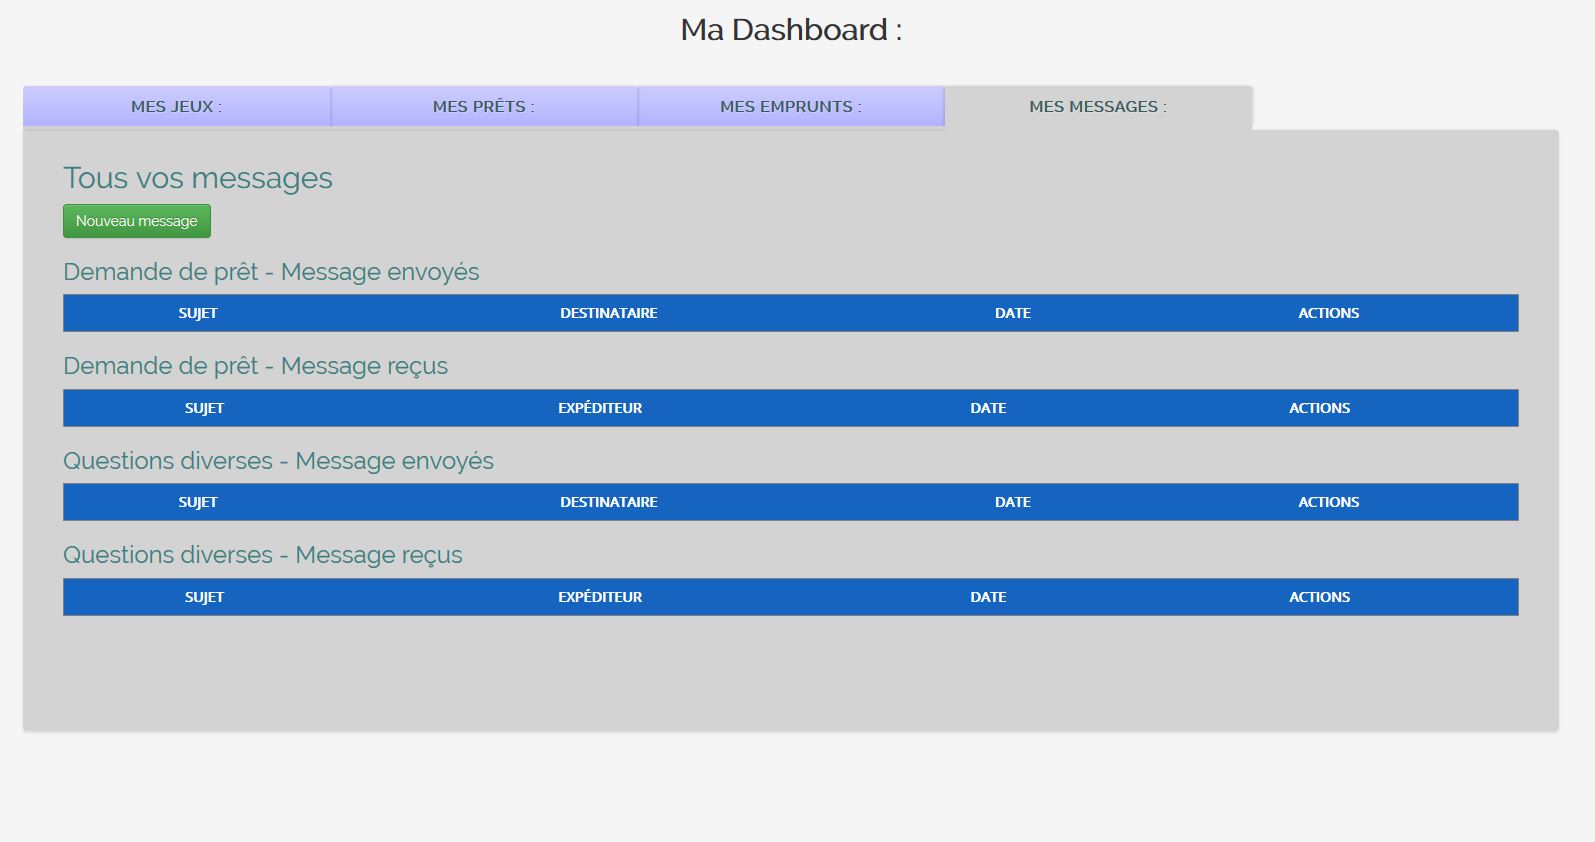 Ma Dashboard :
MES JEUX : MES PRÊTS : MES EMPRUNTS : MES MESSAGES :
Tous vos messages
Nouveau message
Demande de prêt - Message envoyés
SUJET DESTINATAIRE DATE ACTIONS
Demande de prêt - Message reçus
SUJET EXPÉDITEUR DATE ACTIONS
Questions diverses - Message envoyés
SUJET DESTINATAIRE DATE ACTIONS
Questions diverses - Message reçus
SUJET EXPÉDITEUR DATE ACTIONS